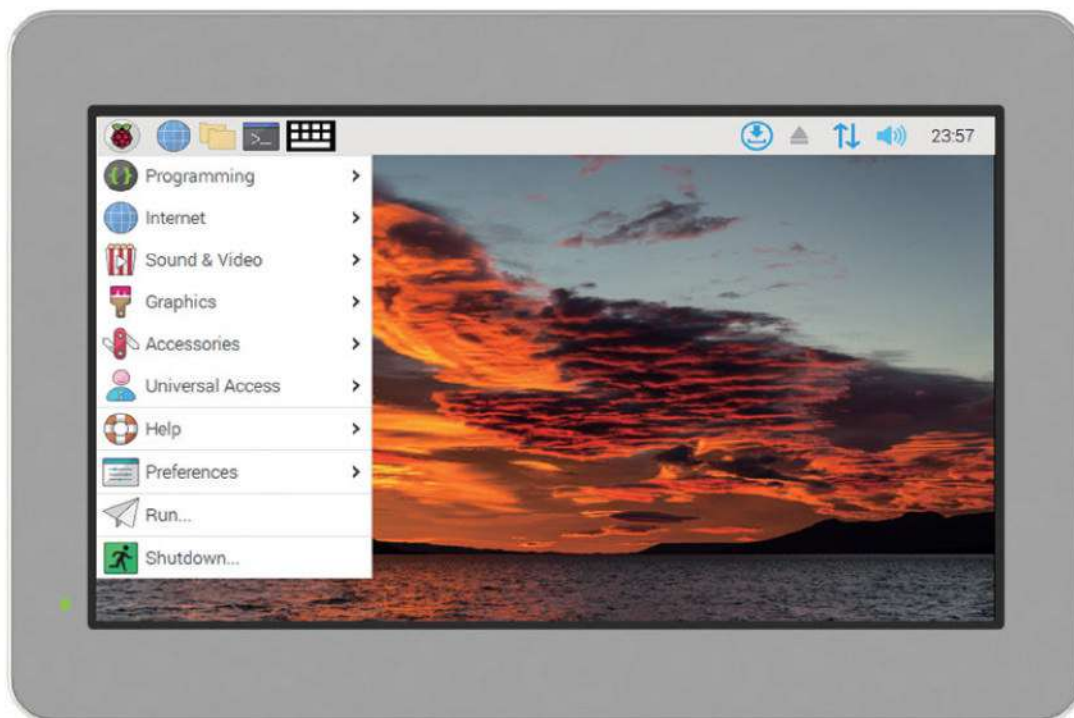 >_
23:57
Programming
Internet
Sound & Video
Graphics
Accessories
Universal Access
Help
Preferences
Run...
Shutdown...